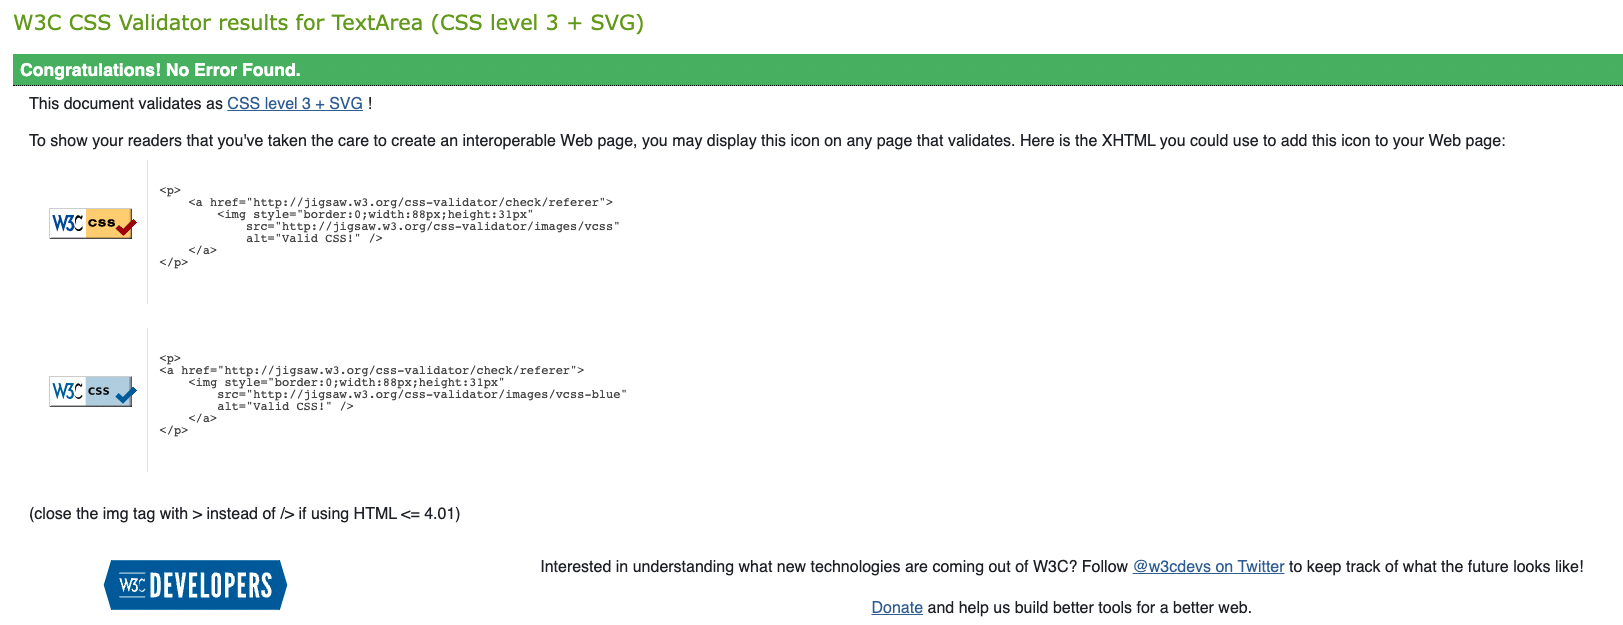 W3C CSS Validator results for TextArea (CSS level 3 + SVG)
Congratulations! No Error Found.
This document validates as CSS level 3 + SVG !
To show your readers that you've taken the care to create an interoperable Web page, you may display this icon on any page that validates. Here is the XHTML you could use to add this icon to your Web page:
W3C css
<p>
    <a href="http://jigsaw.w3.org/css-validator/check/referer">
        <img style="border:0;width:88px;height:31px"
            src="http://jigsaw.w3.org/css-validator/images/vcss"
            alt="Valid CSS!" />
    </a>
</p>
W3C css
<p>
<a href="http://jigsaw.w3.org/css-validator/check/referer">
    <img style="border:0;width:88px;height:31px"
        src="http://jigsaw.w3.org/css-validator/images/vcss-blue"
        alt="Valid CSS!" />
    </a>
</p>
(close the img tag with > instead of /> if using HTML <= 4.01)
W3C DEVELOPERS
Interested in understanding what new technologies are coming out of W3C? Follow @w3cdevs on Twitter to keep track of what the future looks like!
Donate and help us build better tools for a better web.